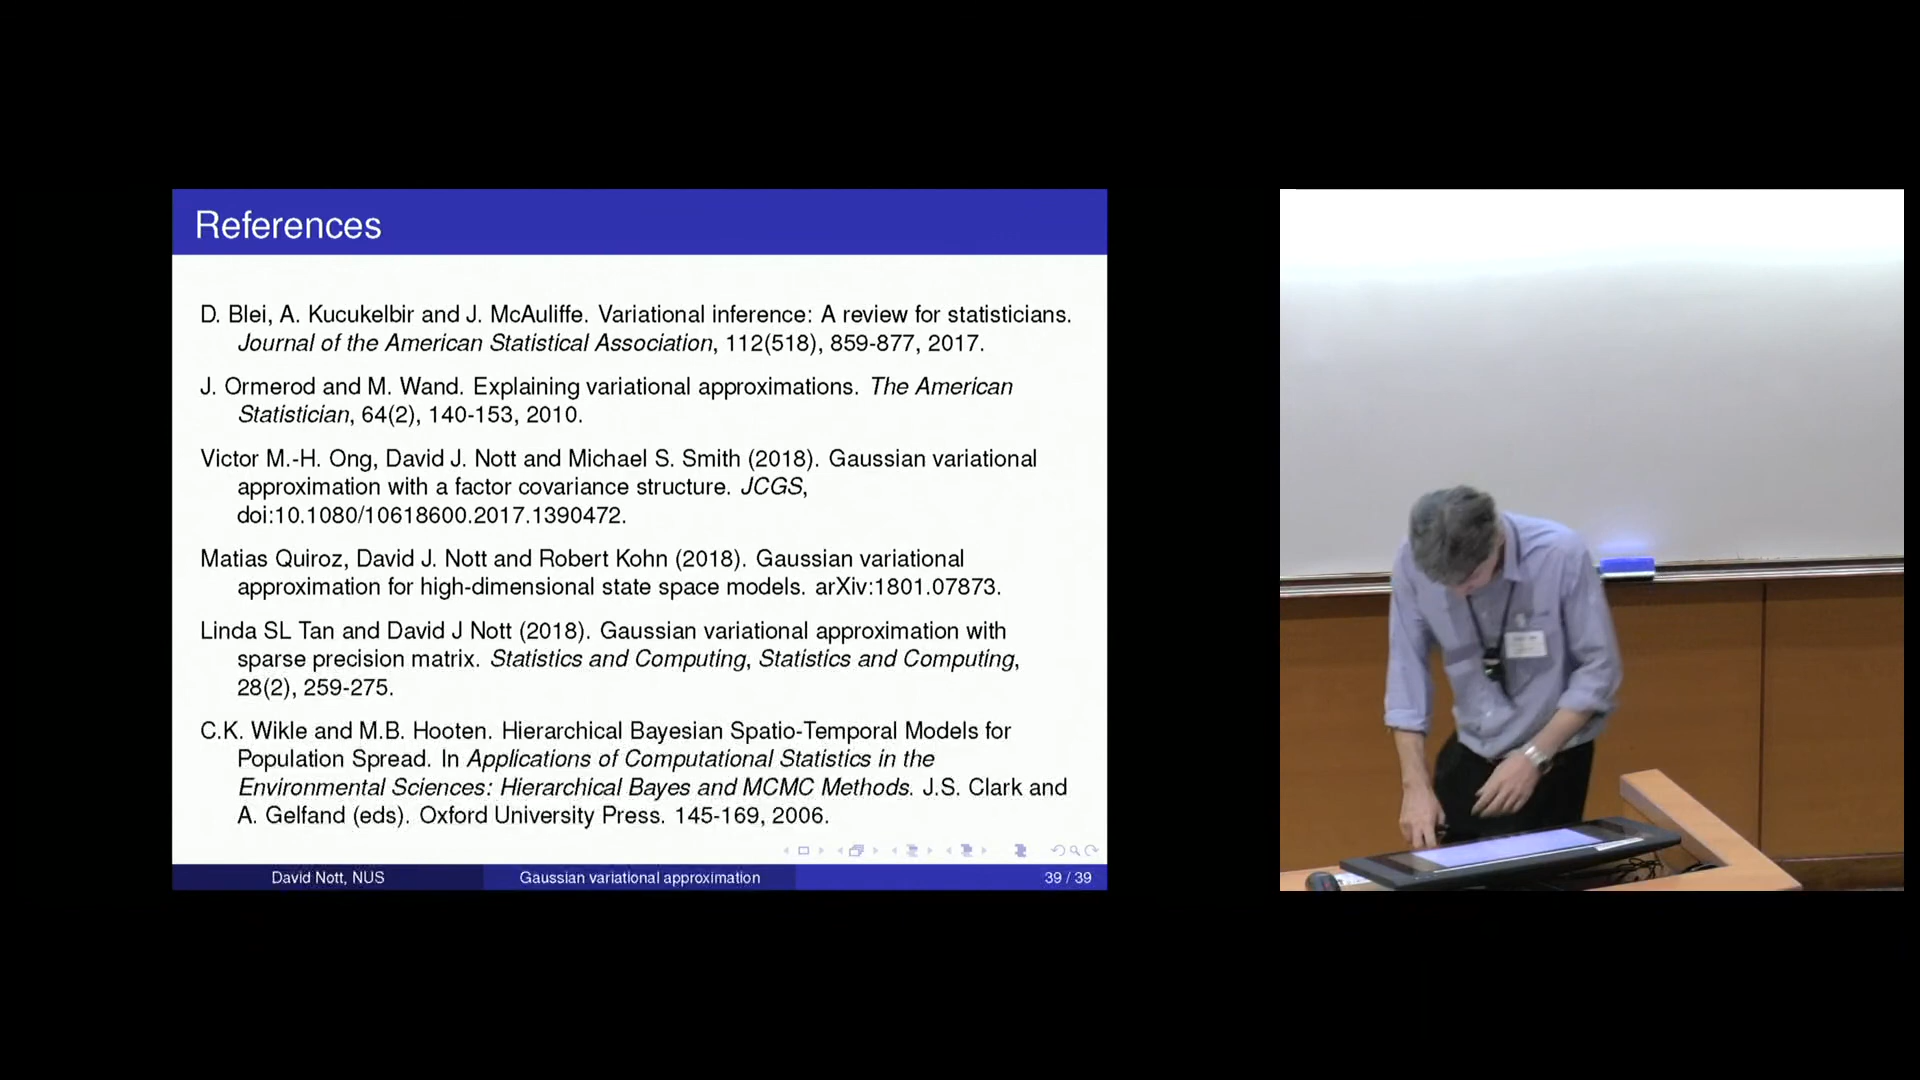 References
D. Blei, A. Kucukelbir and J. McAuliffe. Variational inference: A review for statisticians.
Journal of the American Statistical Association, 112(518), 859-877, 2017.
J. Ormerod and M. Wand. Explaining variational approximations. The American
Statistician, 64(2), 140-153, 2010.
Victor M.-H. Ong, David J. Nott and Michael S. Smith (2018). Gaussian variational
approximation with a factor covariance structure. JCGS,
doi:10.1080/10618600.2017.1390472.
Matias Quiroz, David J. Nott and Robert Kohn (2018). Gaussian variational
approximation for high-dimensional state space models. arXiv:1801.07873.
Linda SL Tan and David J Nott (2018). Gaussian variational approximation with
sparse precision matrix. Statistics and Computing, Statistics and Computing,
28(2), 259-275.
C.K. Wikle and M.B. Hooten. Hierarchical Bayesian Spatio-Temporal Models for
Population Spread. In Applications of Computational Statistics in the
Environmental Sciences: Hierarchical Bayes and MCMC Methods. J.S. Clark and
A. Gelfand (eds). Oxford University Press. 145-169, 2006.
David Nott, NUS
Gaussian variational approximation
39 / 39